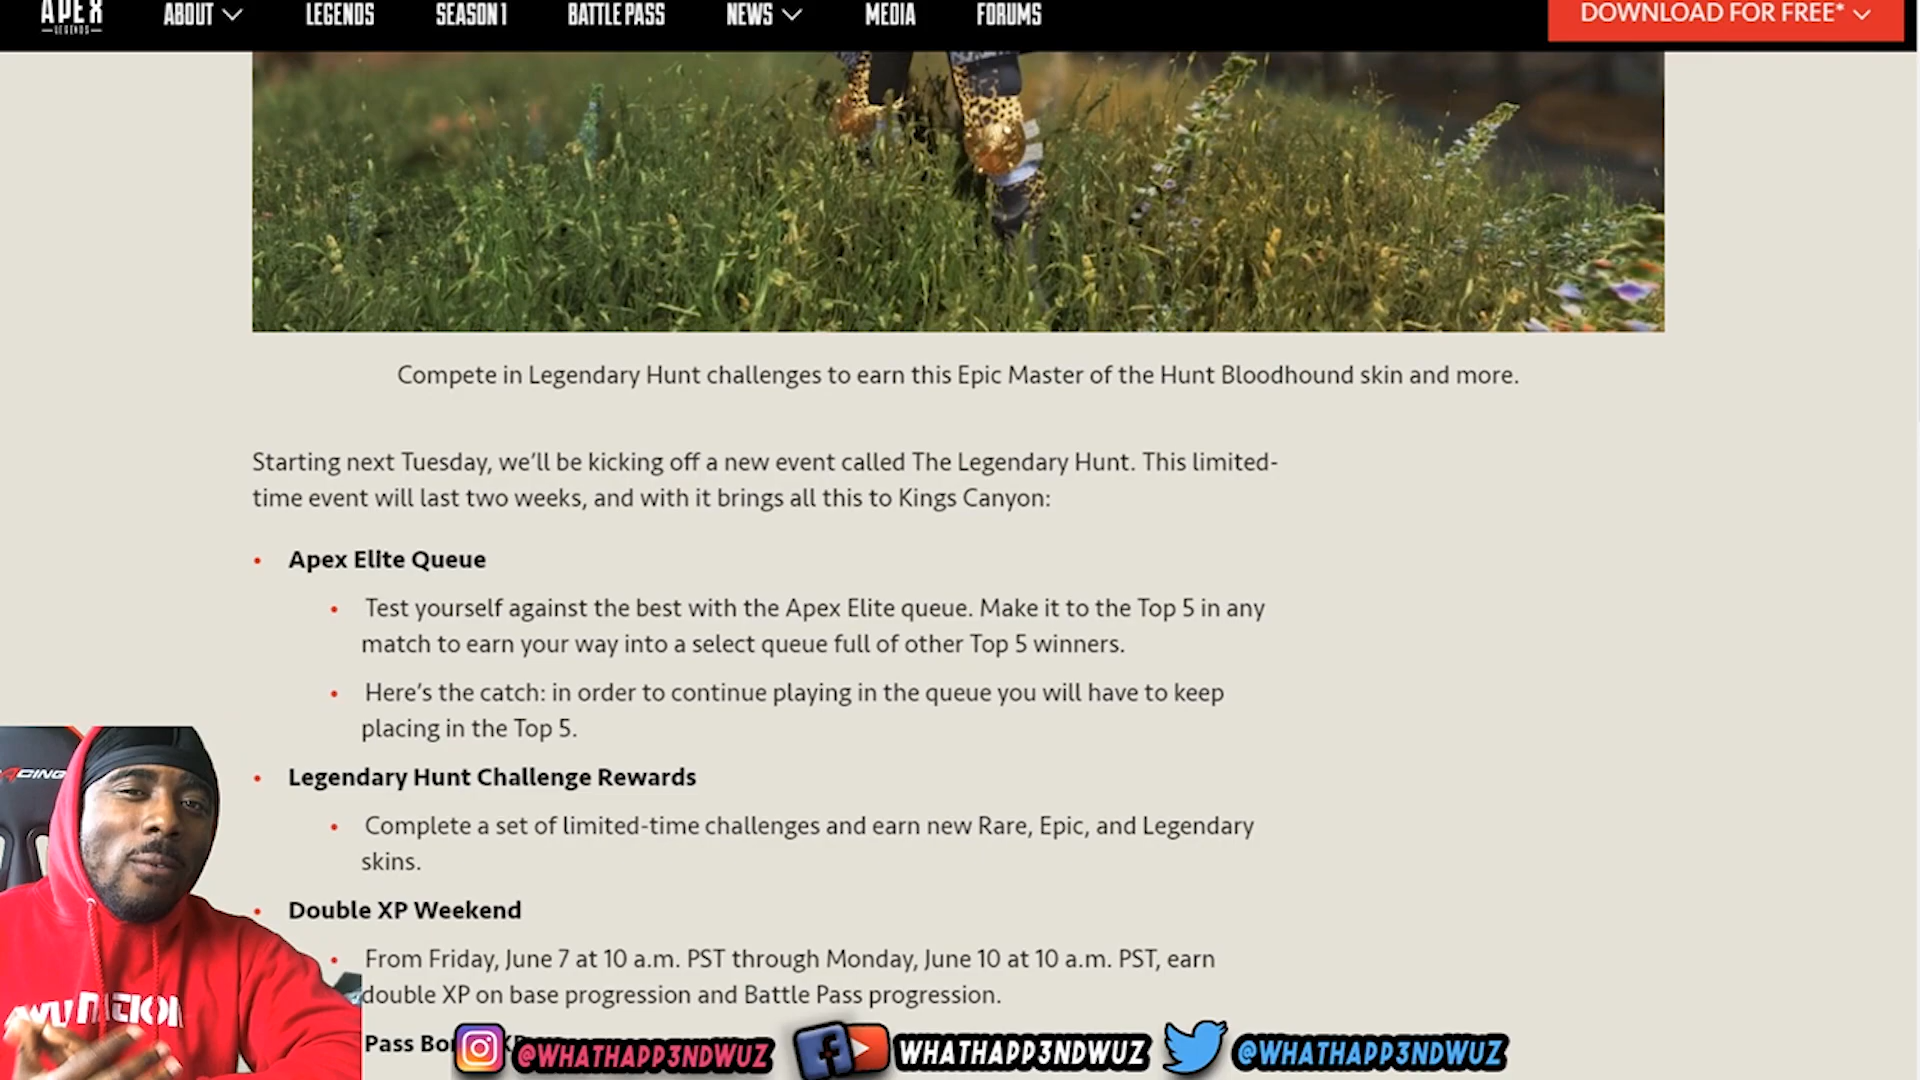 APEX
LEGENDS
ABOUT
LEGENDS
SEASON 1
BATTLE PASS
NEWS
MEDIA
FORUMS
DOWNLOAD FOR FREE*
Compete in Legendary Hunt challenges to earn this Epic Master of the Hunt Bloodhound skin and more.
Starting next Tuesday, we’ll be kicking off a new event called The Legendary Hunt. This limited-
time event will last two weeks, and with it brings all this to Kings Canyon:
• Apex Elite Queue
• Test yourself against the best with the Apex Elite queue. Make it to the Top 5 in any
match to earn your way into a select queue full of other Top 5 winners.
• Here’s the catch: in order to continue playing in the queue you will have to keep
placing in the Top 5.
• Legendary Hunt Challenge Rewards
• Complete a set of limited-time challenges and earn new Rare, Epic, and Legendary
skins.
• Double XP Weekend
• From Friday, June 7 at 10 a.m. PST through Monday, June 10 at 10 a.m. PST, earn
double XP on base progression and Battle Pass progression.
Pass
@WHATHAPP3NDWUZ
WHATHAPP3NDWUZ
@WHATHAPP3NDWUZ